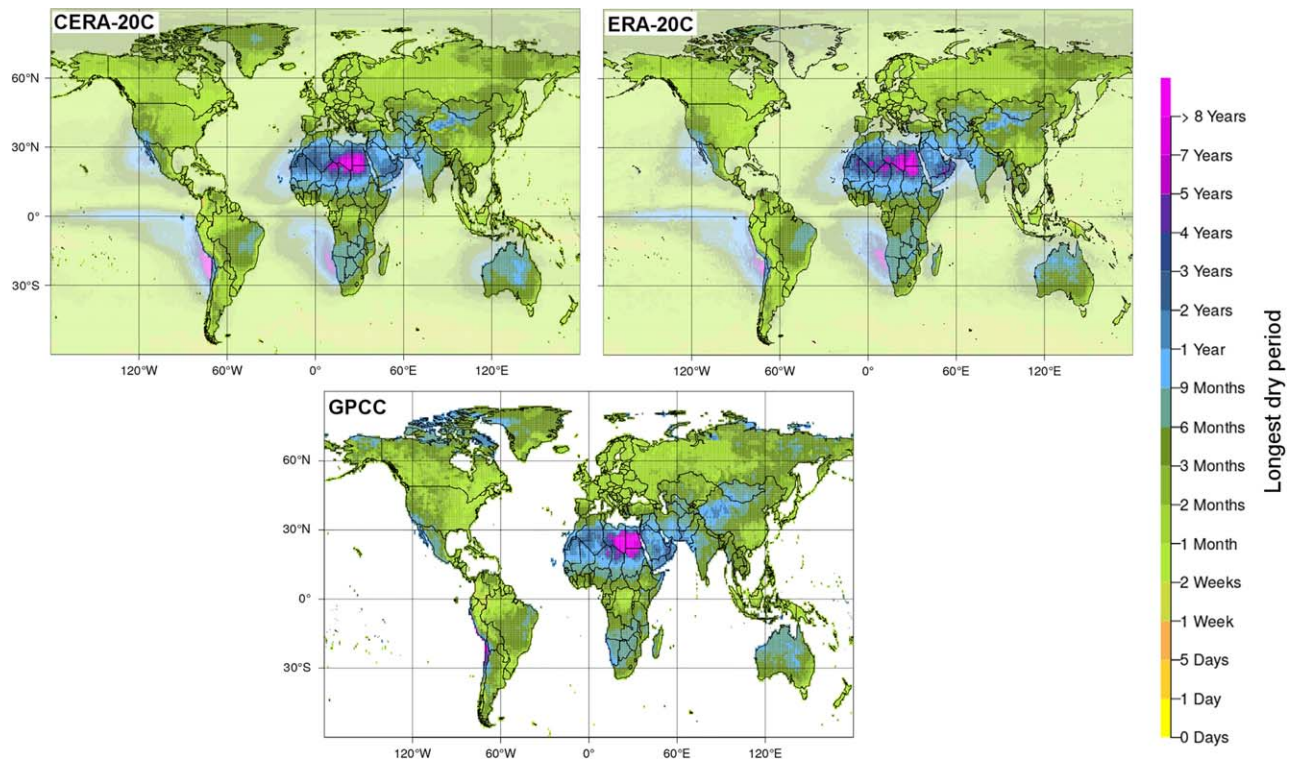 CERA-20C
ERA-20C
60°N
30°N
0°
30°S
120°W
60°W
0°
60°E
120°E
120°W
60°W
0°
60°E
120°E
GPCC
60°N
30°N
0°
30°S
120°W
60°W
0°
60°E
120°E
> 8 Years
7 Years
5 Years
4 Years
3 Years
2 Years
1 Year
9 Months
6 Months
3 Months
2 Months
1 Month
2 Weeks
1 Week
5 Days
1 Day
0 Days
Longest dry period